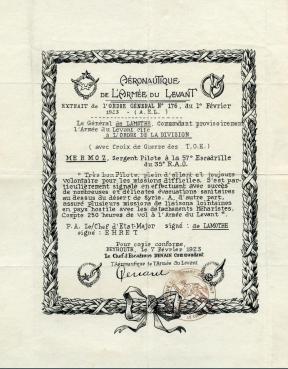 AÉRONAUTIQUE
DE L'ARMÉE DU LEVANT
EXTRAIT de l'ORDRE GENERAL N° 176, du 1° Février
1923 - (A.F.L.)
Le Général de LAMOTHE, Commandant provisoirement
l'Armée du Levant cite
à L'ORDRE DE LA DIVISION
(avec Croix de Guerre des T.O.E.)
MERMOZ, Sergent Pilote à la 57° Escadrille
du 35° R.A.O.
" Très bon Pilote, plein d'allant et toujours
volontaire pour les missions difficiles. S'est par-
ticulièrement signalé en effectuant avec succès
de nombreuses et délicates évacuations sanitaires
au dessus du désert de Syrie. A, d'autre part,
assuré plusieurs missions de liaisons lointaines
en pays hostile avec les détachements Méharistes.
Compte 250 heures de vol à l'Armée du Levant ".
P.A. Le Chef d'Etat-Major signé : de LAMOTHE
signé : EHRET
Pour copie conforme
BEYROUTH, le 7 Février 1923
Le Chef d'Escadrons DENAIN Commandant
l'Aéronautique de l'Armée du Levant